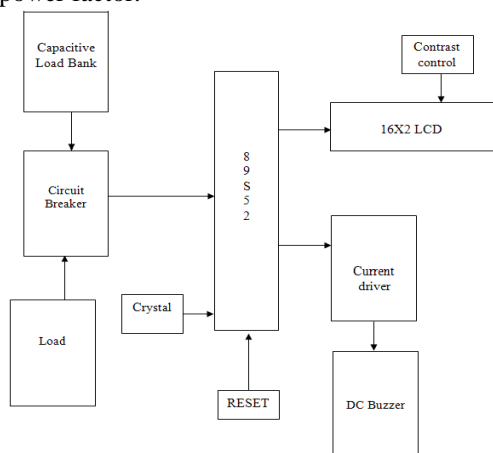 power factor.
Capacitive
Load Bank
Contrast
control
16X2 LCD
8
9
S
5
2
Circuit
Breaker
Current
driver
Crystal
Load
RESET
DC Buzzer